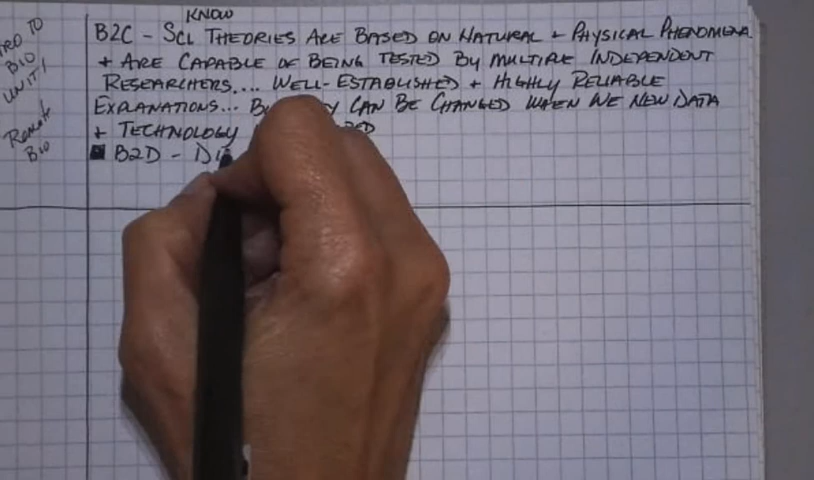 TO
BIO
UNIT 1
Remote
BIO
KNOW
B2C - SCI THEORIES ARE BASED ON NATURAL + PHYSICAL PHENOMENA
+ ARE CAPABLE OF BEING TESTED BY MULTIPLE INDEPENDENT
RESEARCHERS.... WELL-ESTABLISHED + HIGHLY RELIABLE
EXPLANATIONS... CAN BE CHANGED WHEN WE NEW DATA
+ TECHNOLOGY
B2D -